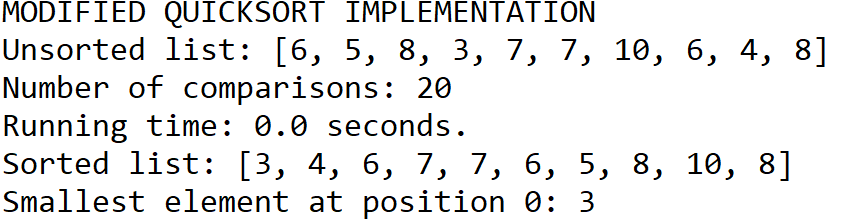 MODIFIED QUICKSORT IMPLEMENTATION
Unsorted list: [6, 5, 8, 3, 7, 7, 10, 6, 4, 8]
Number of comparisons: 20
Running time: 0.0 seconds.
Sorted list: [3, 4, 6, 7, 7, 6, 5, 8, 10, 8]
Smallest element at position 0: 3